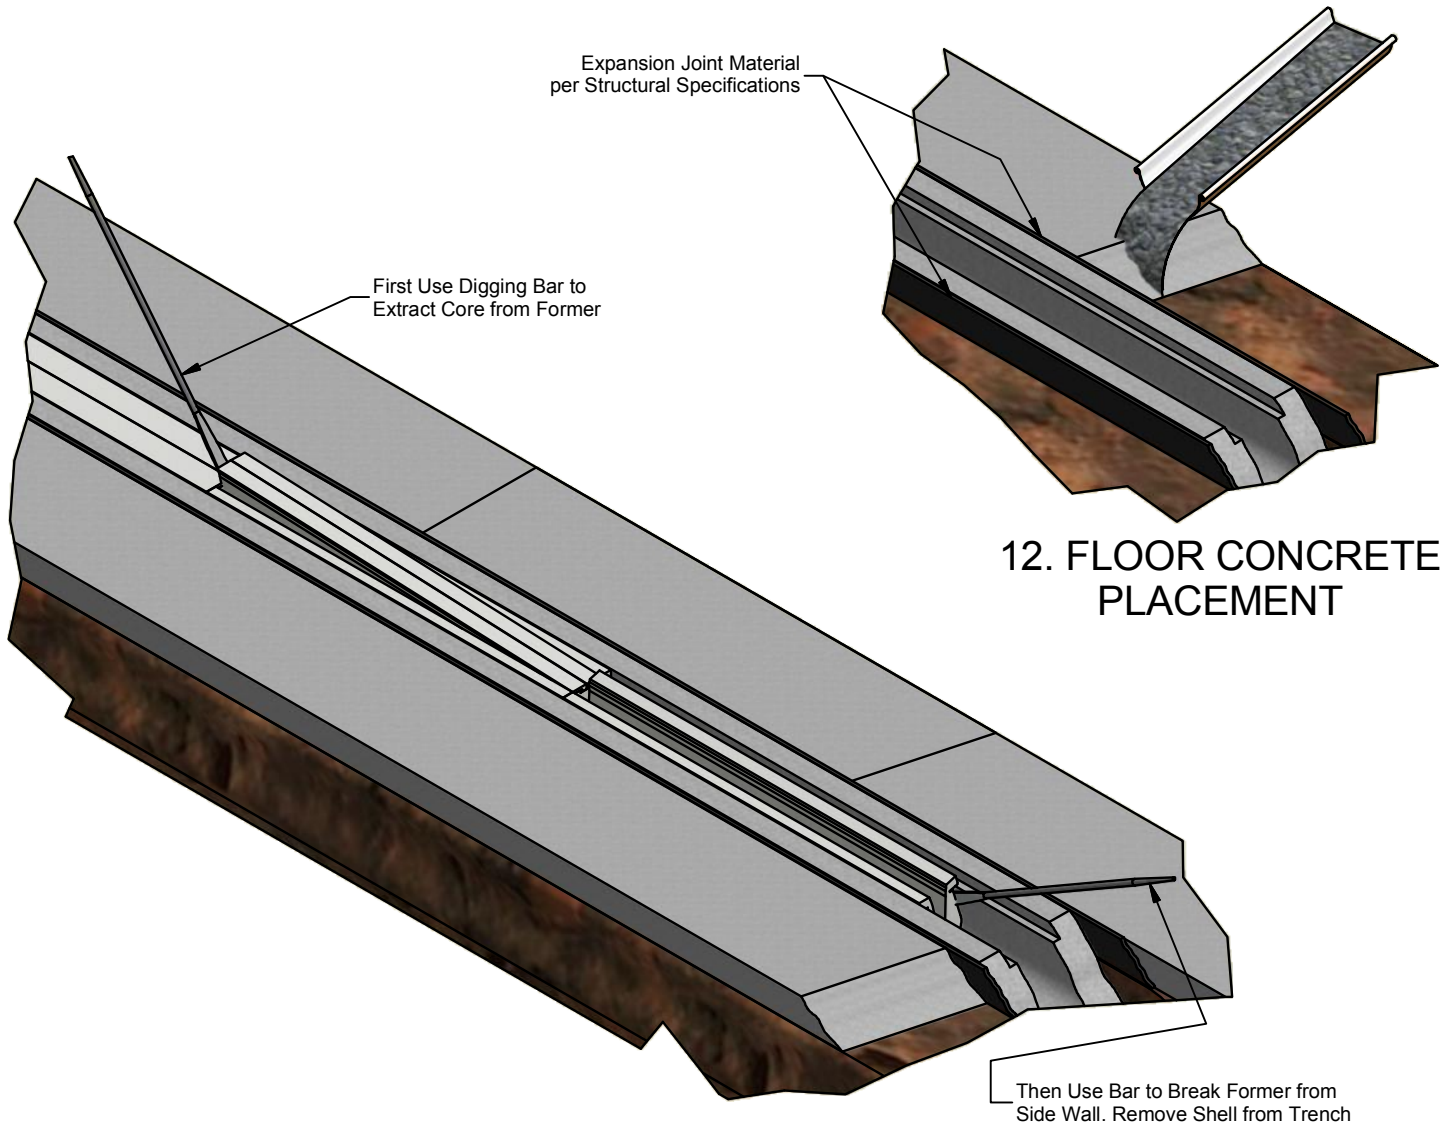 Expansion Joint Material
per Structural Specifications
First Use Digging Bar to
Extract Core from Former
12. FLOOR CONCRETE
PLACEMENT
Then Use Bar to Break Former from
Side Wall. Remove Shell from Trench